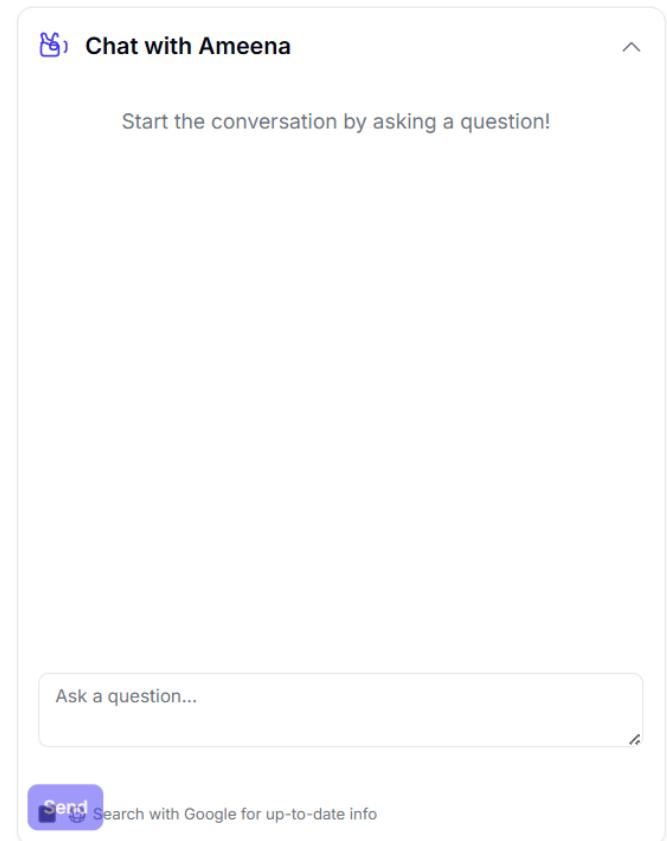 Chat with Ameena
Start the conversation by asking a question!
Ask a question...
Send
Search with Google for up-to-date info